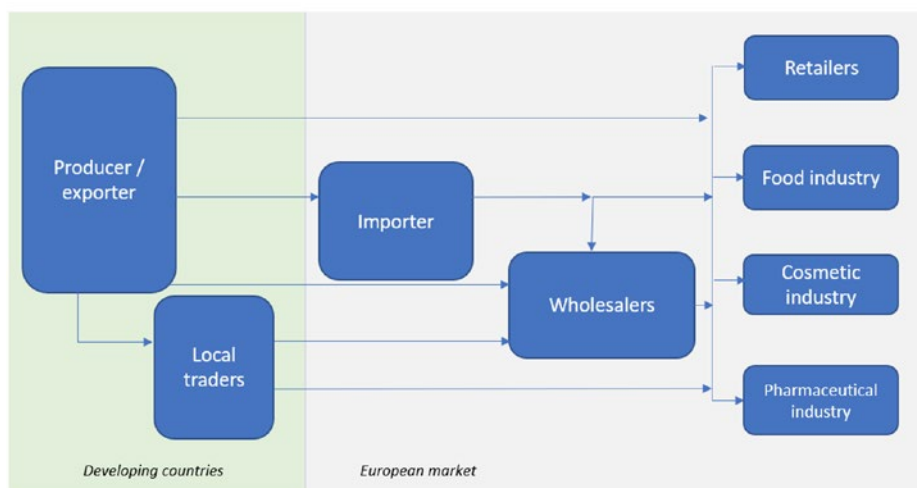 Producer /
exporter
Local
traders
Importer
Wholesalers
Retailers
Food industry
Cosmetic
industry
Pharmaceutical
industry
Developing countries
European market